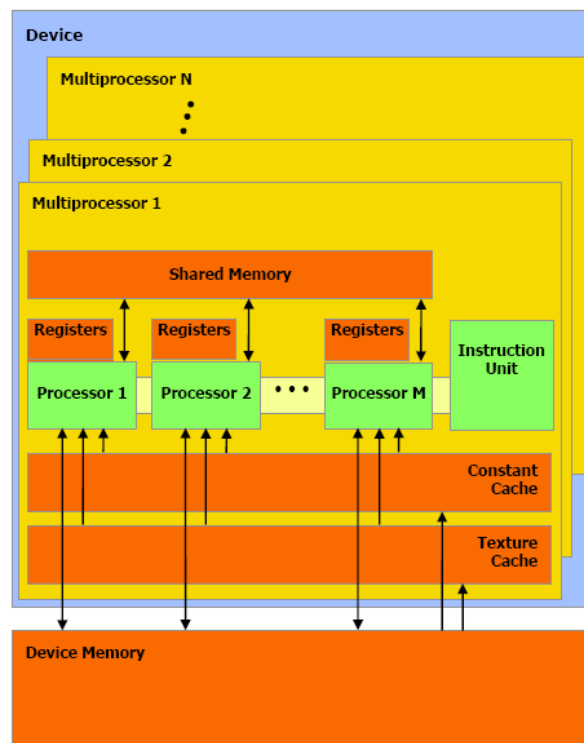 Device
Multiprocessor N
Multiprocessor 2
Multiprocessor 1
Shared Memory
Registers
Registers
Registers
Instruction
Unit
Processor 1
Processor 2
Processor M
Constant
Cache
Texture
Cache
Device Memory